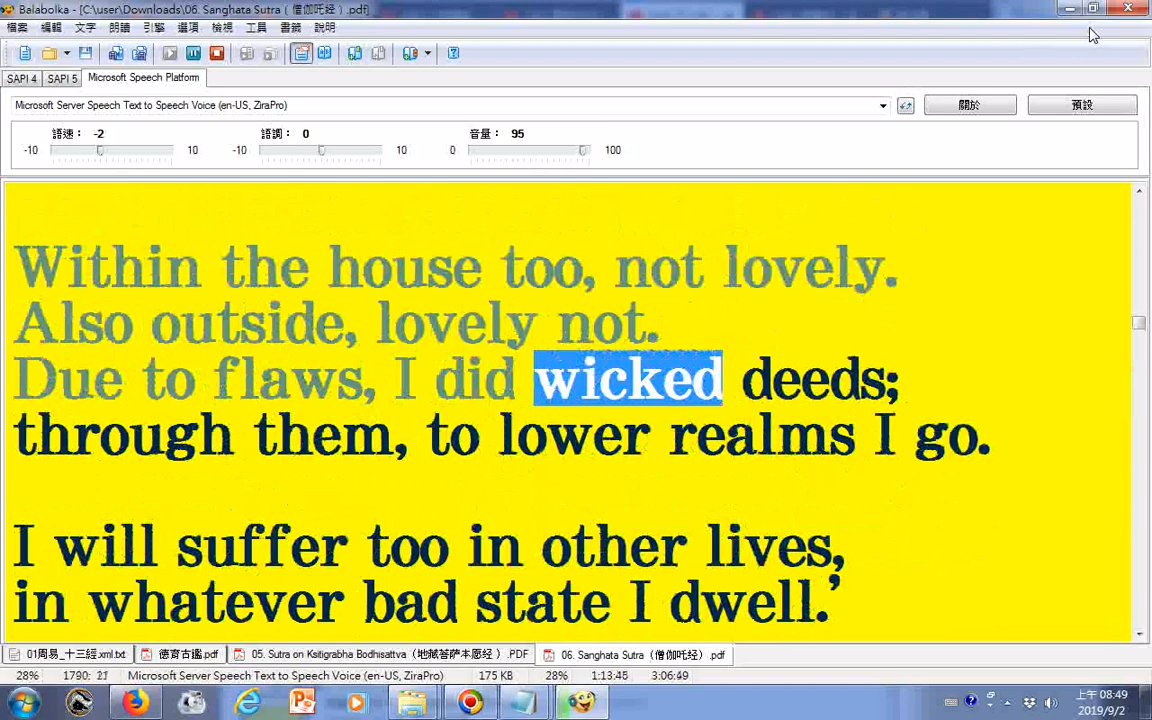 Balabolka - [C:\user\Downloads\06. Sanghata Sutra ( 僧伽吒经 ).pdf]
檔案 編輯 文字 朗讀 引擎 選項 檢視 工具 書籤 說明
SAPI 4 SAPI 5 Microsoft Speech Platform
Microsoft Server Speech Text to Speech Voice (en-US, ZiraPro) 關於 預設
語速： -2 語調： 0 音量： 95
-10 10 -10 10 0 100
Within the house too, not lovely.
Also outside, lovely not.
Due to flaws, I did wicked deeds;
through them, to lower realms I go.
I will suffer too in other lives,
in whatever bad state I dwell.’
01周易_十三經.xml.txt 德育古鑑.pdf 05. Sutra on Ksitigrabha Bodhisattva（地藏菩萨本愿经 ）.PDF 06. Sanghata Sutra（僧伽吒经）.pdf
28% 1790: 21 Microsoft Server Speech Text to Speech Voice (en-US, ZiraPro) 175 KB 28% 1:13:45 3:06:49
上午 08:49
2019/9/2